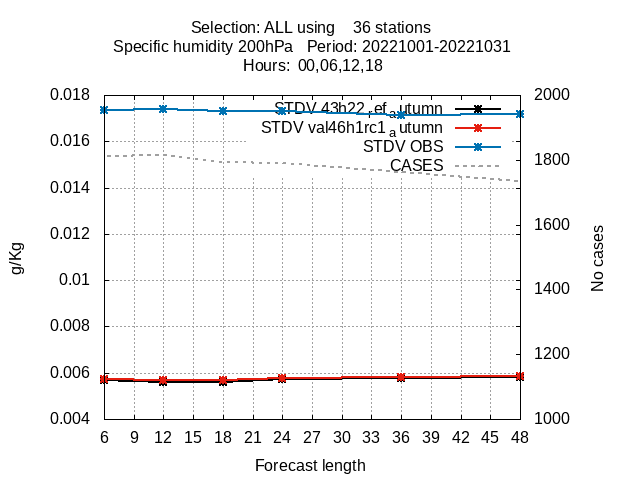 Selection: ALL using    36 stations
Specific humidity 200hPa   Period: 20221001-20221031
Hours: 00,06,12,18
0.018
0.016
0.014
0.012
0.01
0.008
0.006
0.004
g/Kg
STDV 43h22_ref_autumn
STDV val46h1rc1_autumn
STDV OBS
CASES
2000
1800
1600
1400
1200
1000
No cases
6 9 12 15 18 21 24 27 30 33 36 39 42 45 48
Forecast length